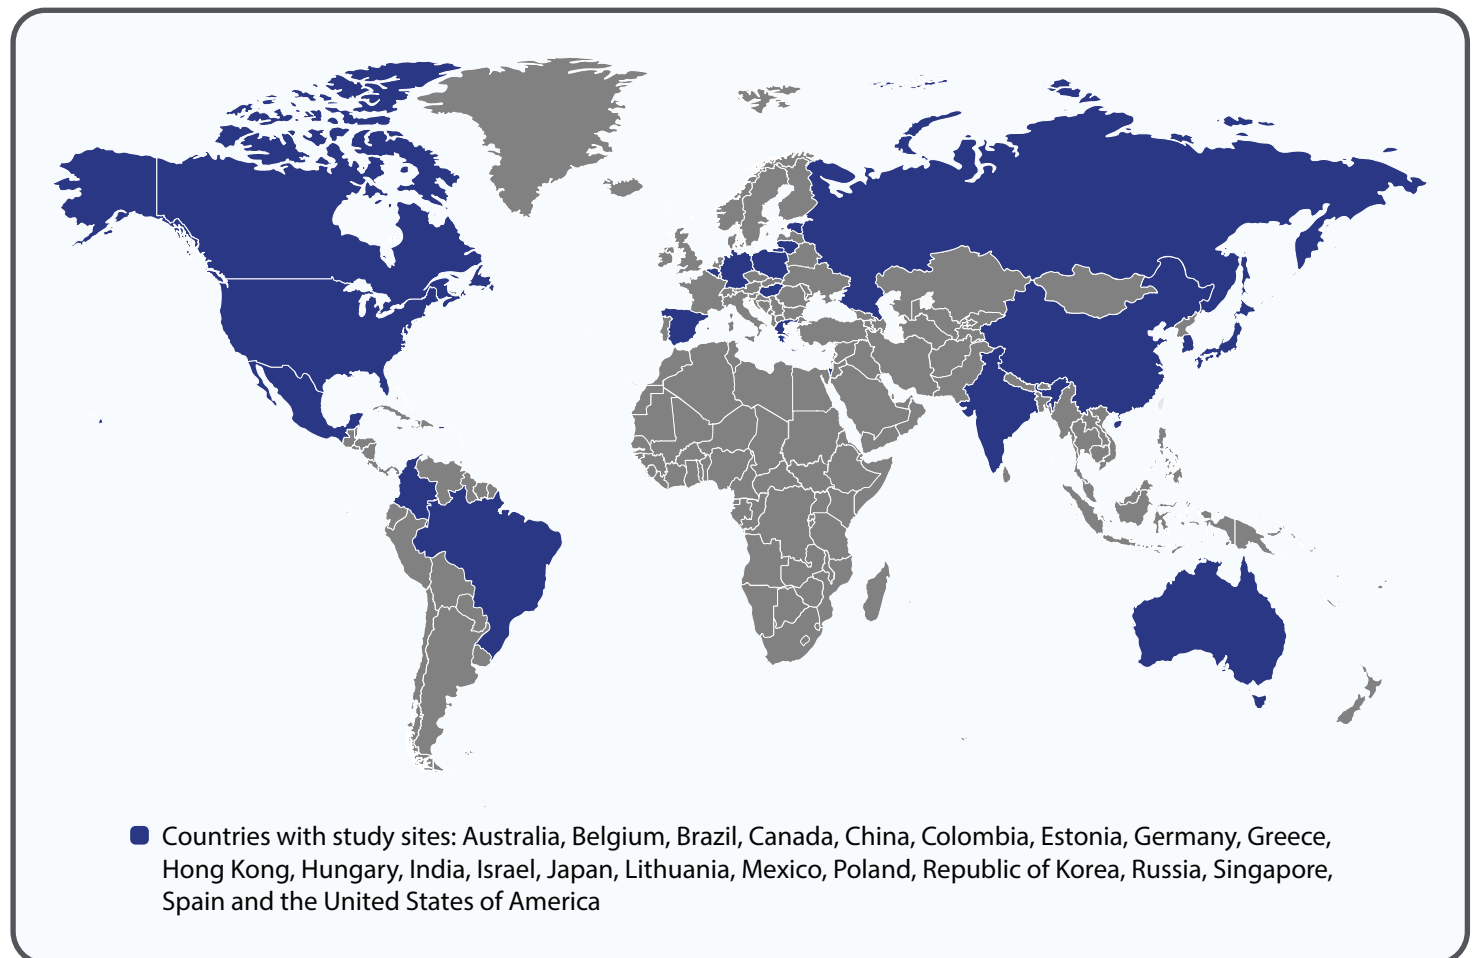 Countries with study sites: Australia, Belgium, Brazil, Canada, China, Colombia, Estonia, Germany, Greece,
Hong Kong, Hungary, India, Israel, Japan, Lithuania, Mexico, Poland, Republic of Korea, Russia, Singapore,
Spain and the United States of America